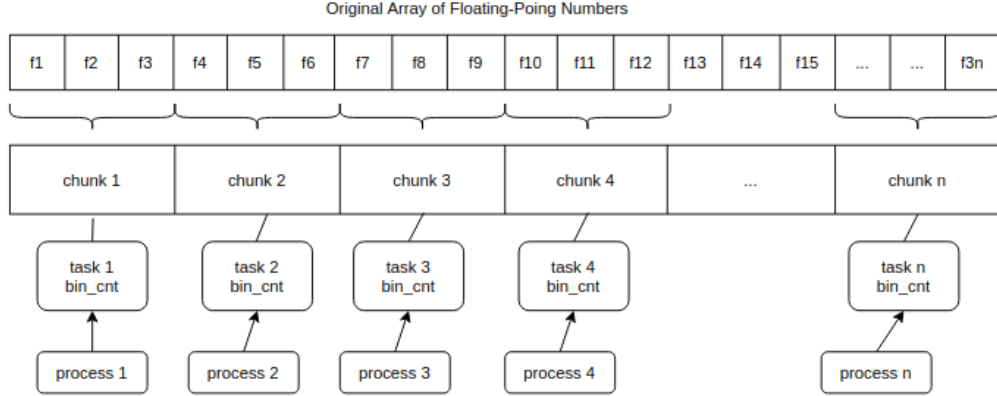 Original Array of Floating-Poing Numbers
f1 f2 f3 f4 f5 f6 f7 f8 f9 f10 f11 f12 f13 f14 f15 ... ... f3n
chunk 1 chunk 2 chunk 3 chunk 4 ... chunk n
task 1 task 2 task 3 task 4 task n
bin_cnt bin_cnt bin_cnt bin_cnt bin_cnt
process 1 process 2 process 3 process 4 process n